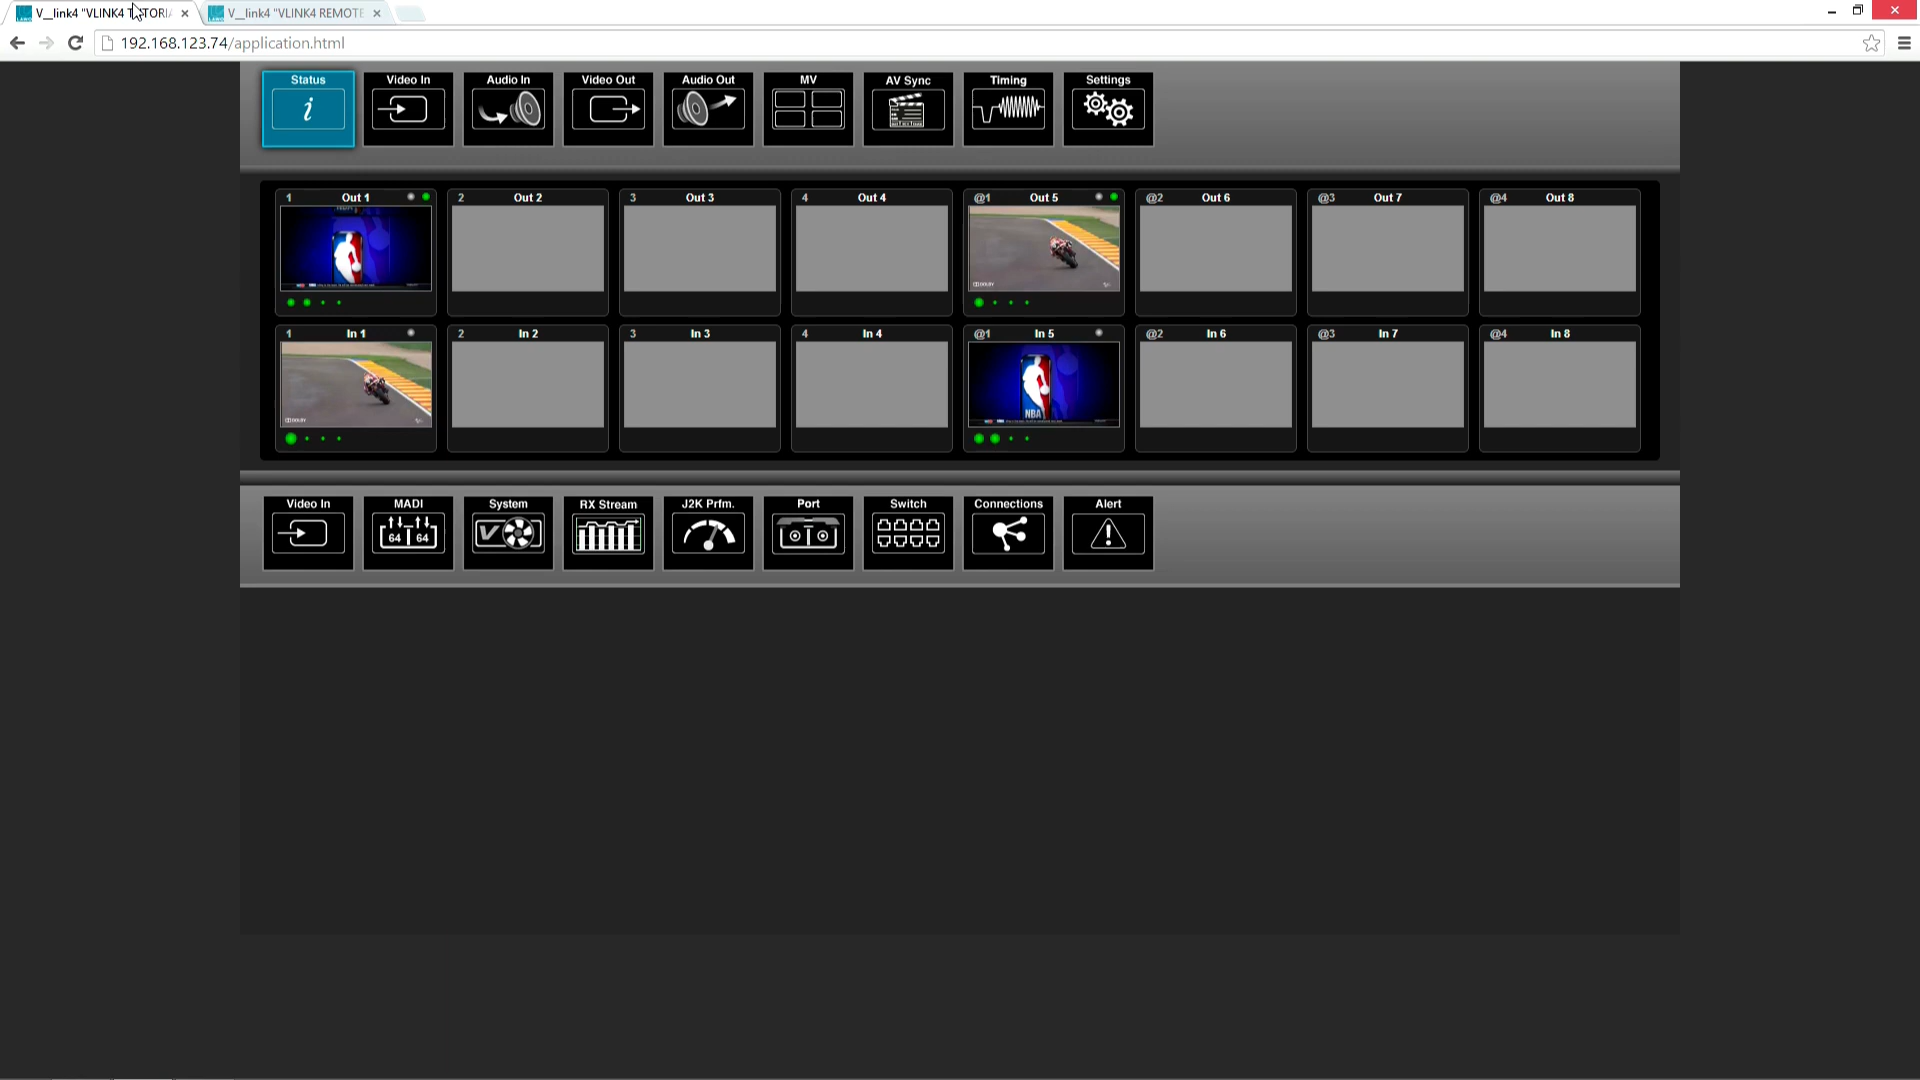 V__link4 "VLINK4 T TORIA
V__link4 "VLINK4 REMOTE
192.168.123.74/application.html
Status
Video In
Audio In
Video Out
Audio Out
MV
AV Sync
Timing
Settings
1 Out 1
2 Out 2
3 Out 3
4 Out 4
@1 Out 5
@2 Out 6
@3 Out 7
@4 Out 8
DOLBY
1 In 1
2 In 2
3 In 3
4 In 4
@1 In 5
@2 In 6
@3 In 7
@4 In 8
DOLBY
NBA
Video In
MADI
64 64
System
V
RX Stream
J2K Prfm.
Port
Switch
Connections
Alert